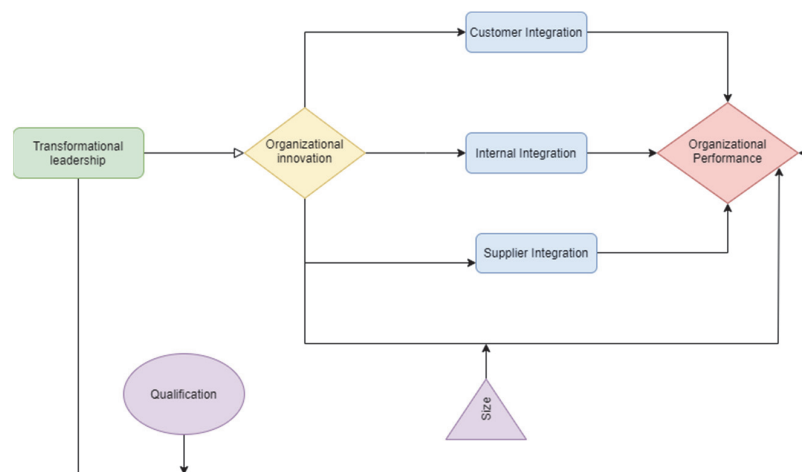 Customer Integration
Transformational
leadership
Organizational
innovation
Internal Integration
Organizational
Performance
Supplier Integration
Qualification
Size